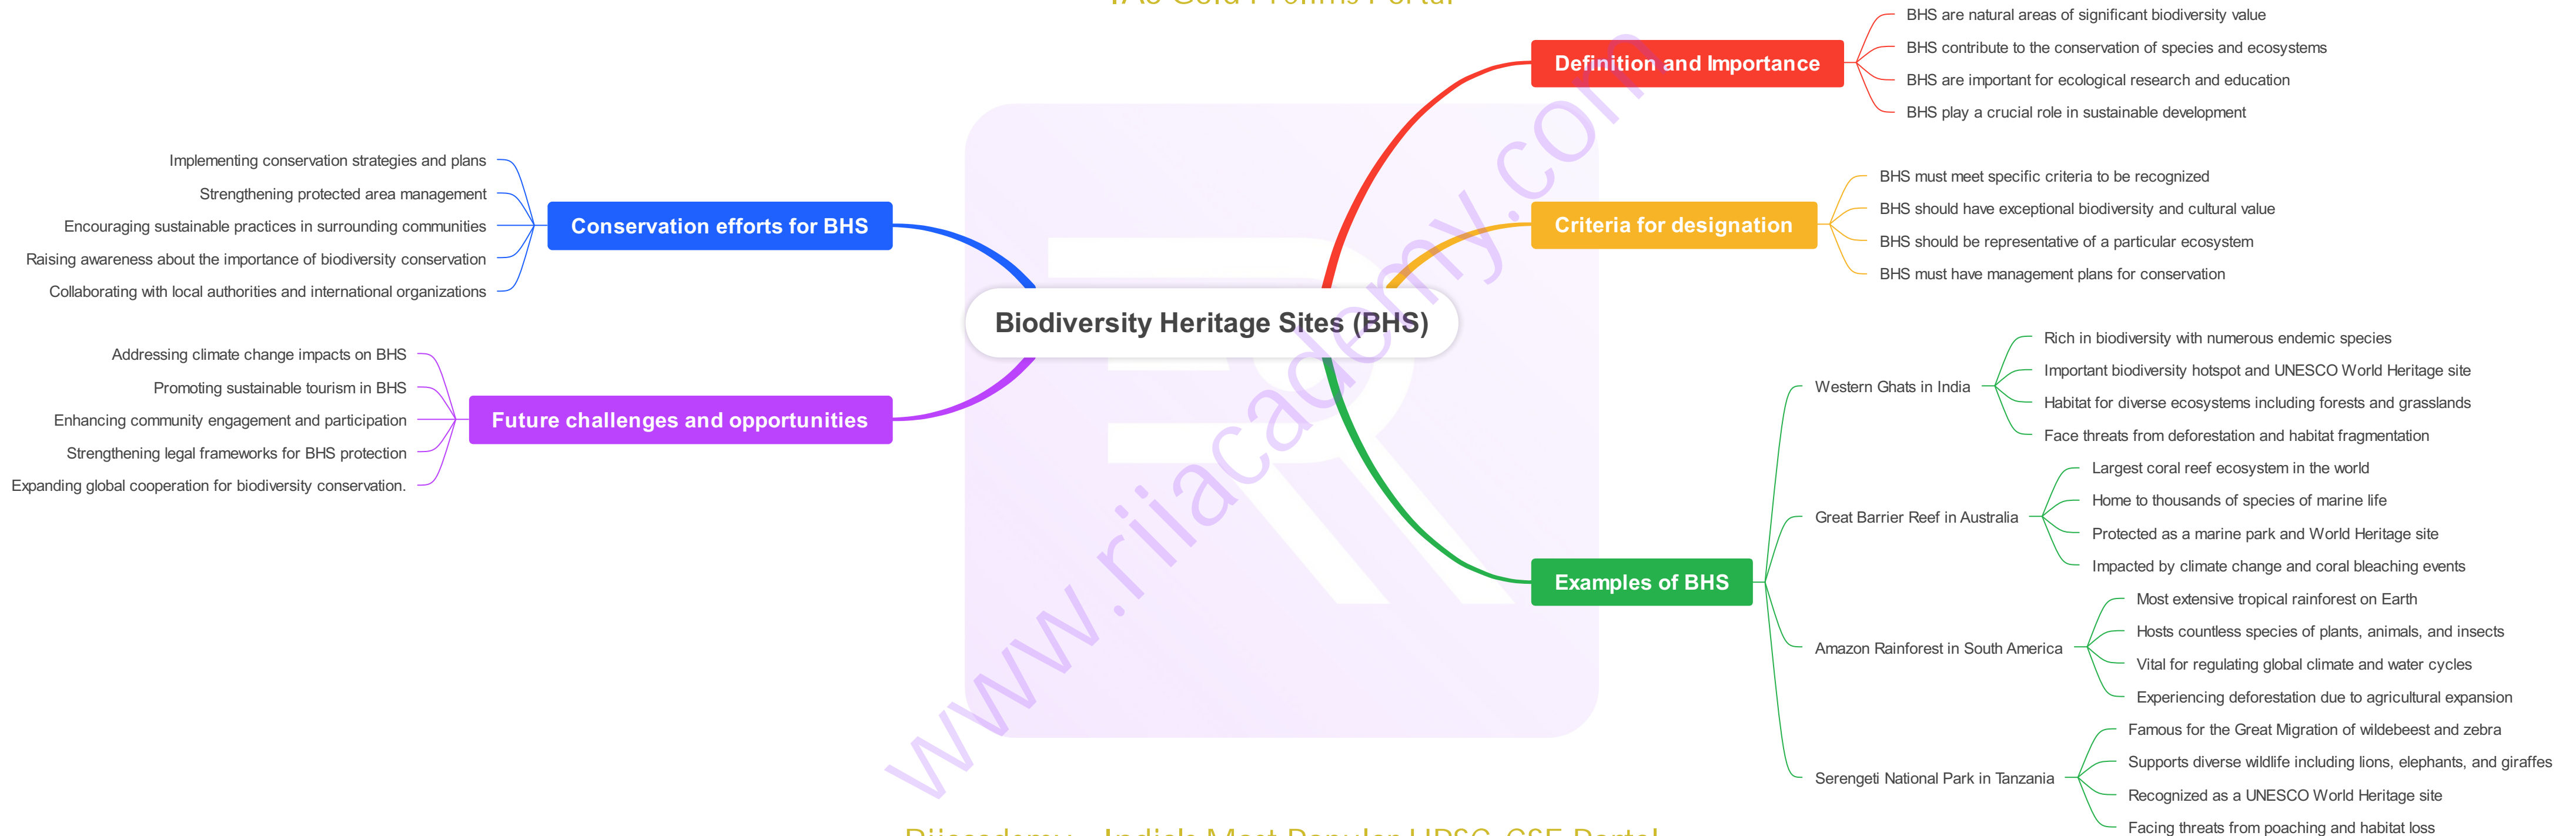 IAS Gold Prelims Portal
Biodiversity Heritage Sites (BHS)
Definition and Importance
BHS are natural areas of significant biodiversity value
BHS contribute to the conservation of species and ecosystems
BHS are important for ecological research and education
BHS play a crucial role in sustainable development
Criteria for designation
BHS must meet specific criteria to be recognized
BHS should have exceptional biodiversity and cultural value
BHS should be representative of a particular ecosystem
BHS must have management plans for conservation
Examples of BHS
Western Ghats in India
Rich in biodiversity with numerous endemic species
Important biodiversity hotspot and UNESCO World Heritage site
Habitat for diverse ecosystems including forests and grasslands
Face threats from deforestation and habitat fragmentation
Great Barrier Reef in Australia
Largest coral reef ecosystem in the world
Home to thousands of species of marine life
Protected as a marine park and World Heritage site
Impacted by climate change and coral bleaching events
Amazon Rainforest in South America
Most extensive tropical rainforest on Earth
Hosts countless species of plants, animals, and insects
Vital for regulating global climate and water cycles
Experiencing deforestation due to agricultural expansion
Serengeti National Park in Tanzania
Famous for the Great Migration of wildebeest and zebra
Supports diverse wildlife including lions, elephants, and giraffes
Recognized as a UNESCO World Heritage site
Facing threats from poaching and habitat loss
Conservation efforts for BHS
Implementing conservation strategies and plans
Strengthening protected area management
Encouraging sustainable practices in surrounding communities
Raising awareness about the importance of biodiversity conservation
Collaborating with local authorities and international organizations
Future challenges and opportunities
Addressing climate change impacts on BHS
Promoting sustainable tourism in BHS
Enhancing community engagement and participation
Strengthening legal frameworks for BHS protection
Expanding global cooperation for biodiversity conservation.
www.rijacademy.com
Most Popular UPSC-CSE Portal